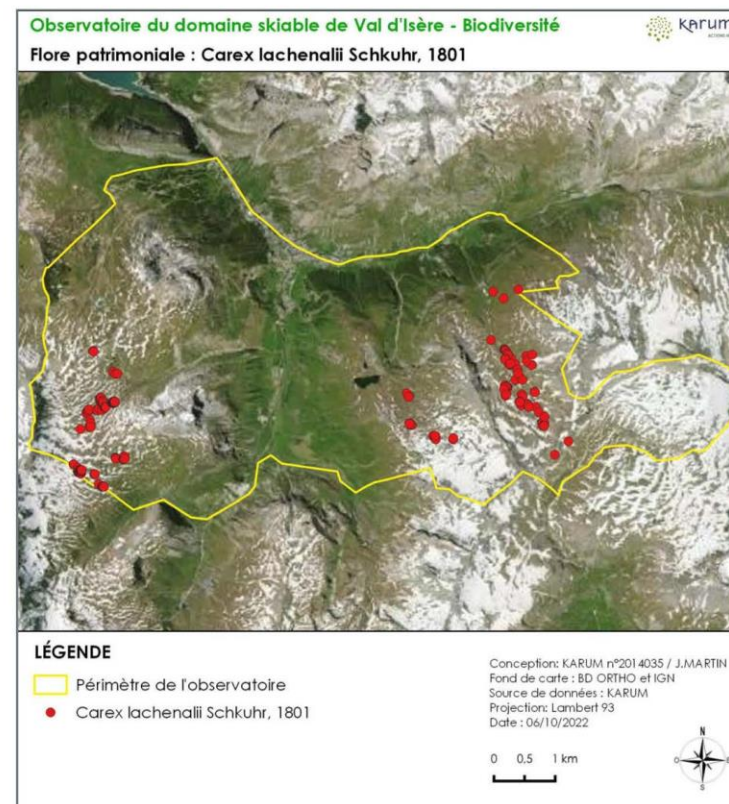 Observatoire du domaine skiable de Val d'Isère - Biodiversité
KARUM
Flore patrimoniale : Carex lachenalii Schkuhr, 1801
LÉGENDE
Périmètre de l'observatoire
Carex lachenalii Schkuhr, 1801
Conception: KARUM n°2014035 / J.MARTIN
Fond de carte : BD ORTHO et IGN
Source de données : KARUM
Projection: Lambert 93
Date : 06/10/2022
0 0,5 1 km
N
O
S